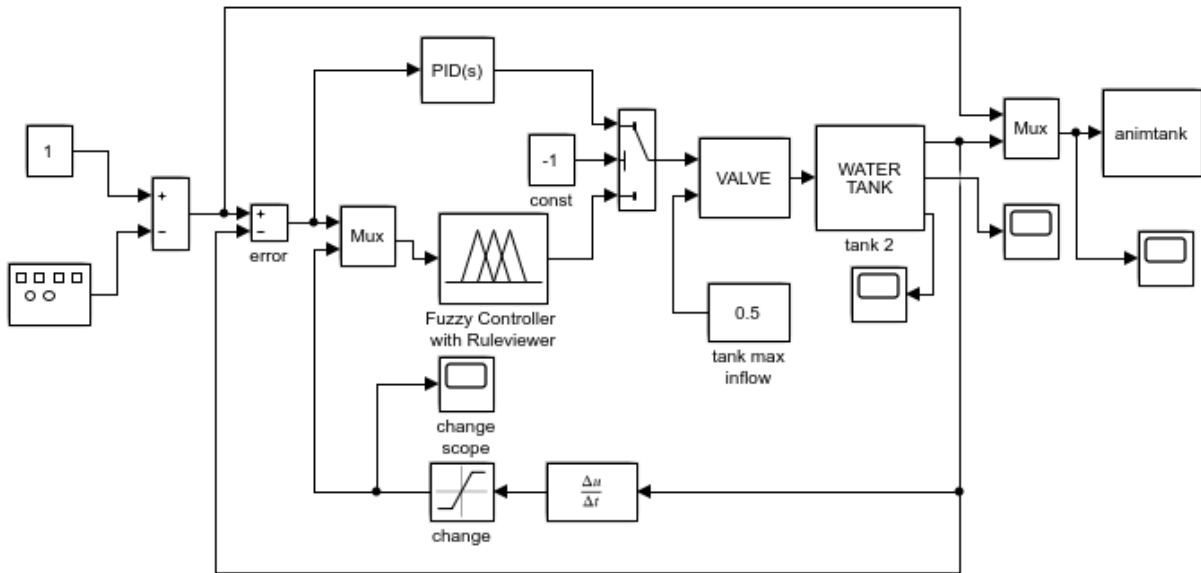 PID(s)
1
+
−
-1
const
+
−
error
Mux
Fuzzy Controller
with Ruleviewer
VALVE
WATER
TANK
tank 2
0.5
tank max
inflow
Mux
animtank
change
scope
Δu
Δt
change